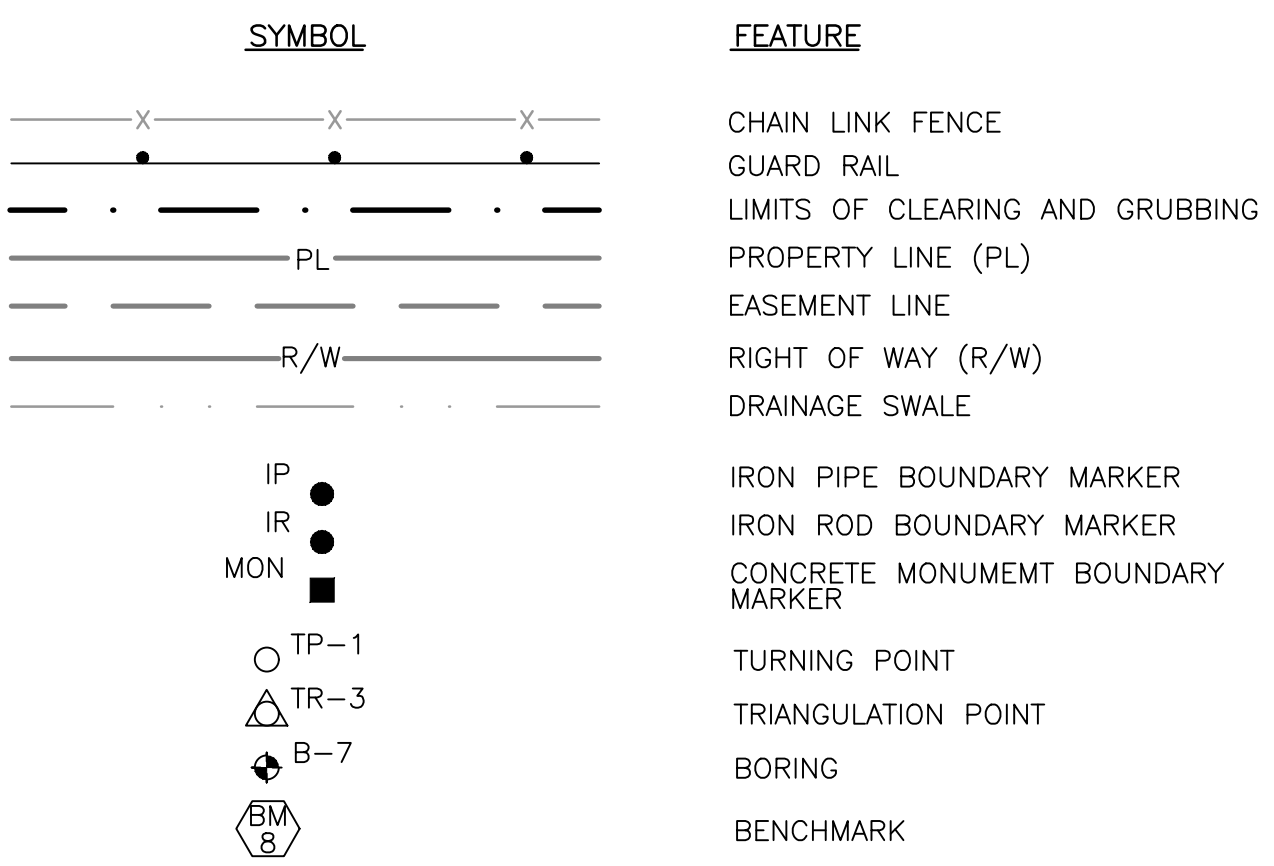 SYMBOL FEATURE
X X X CHAIN LINK FENCE
GUARD RAIL
LIMITS OF CLEARING AND GRUBBING
PL PROPERTY LINE (PL)
EASEMENT LINE
R/W RIGHT OF WAY (R/W)
DRAINAGE SWALE
IP IRON PIPE BOUNDARY MARKER
IR IRON ROD BOUNDARY MARKER
MON CONCRETE MONUMEMT BOUNDARY
MARKER
TP-1 TURNING POINT
TR-3 TRIANGULATION POINT
B-7 BORING
BM
8 BENCHMARK